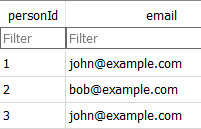 personId email
Filter Filter
1 john@example.com
2 bob@example.com
3 john@example.com